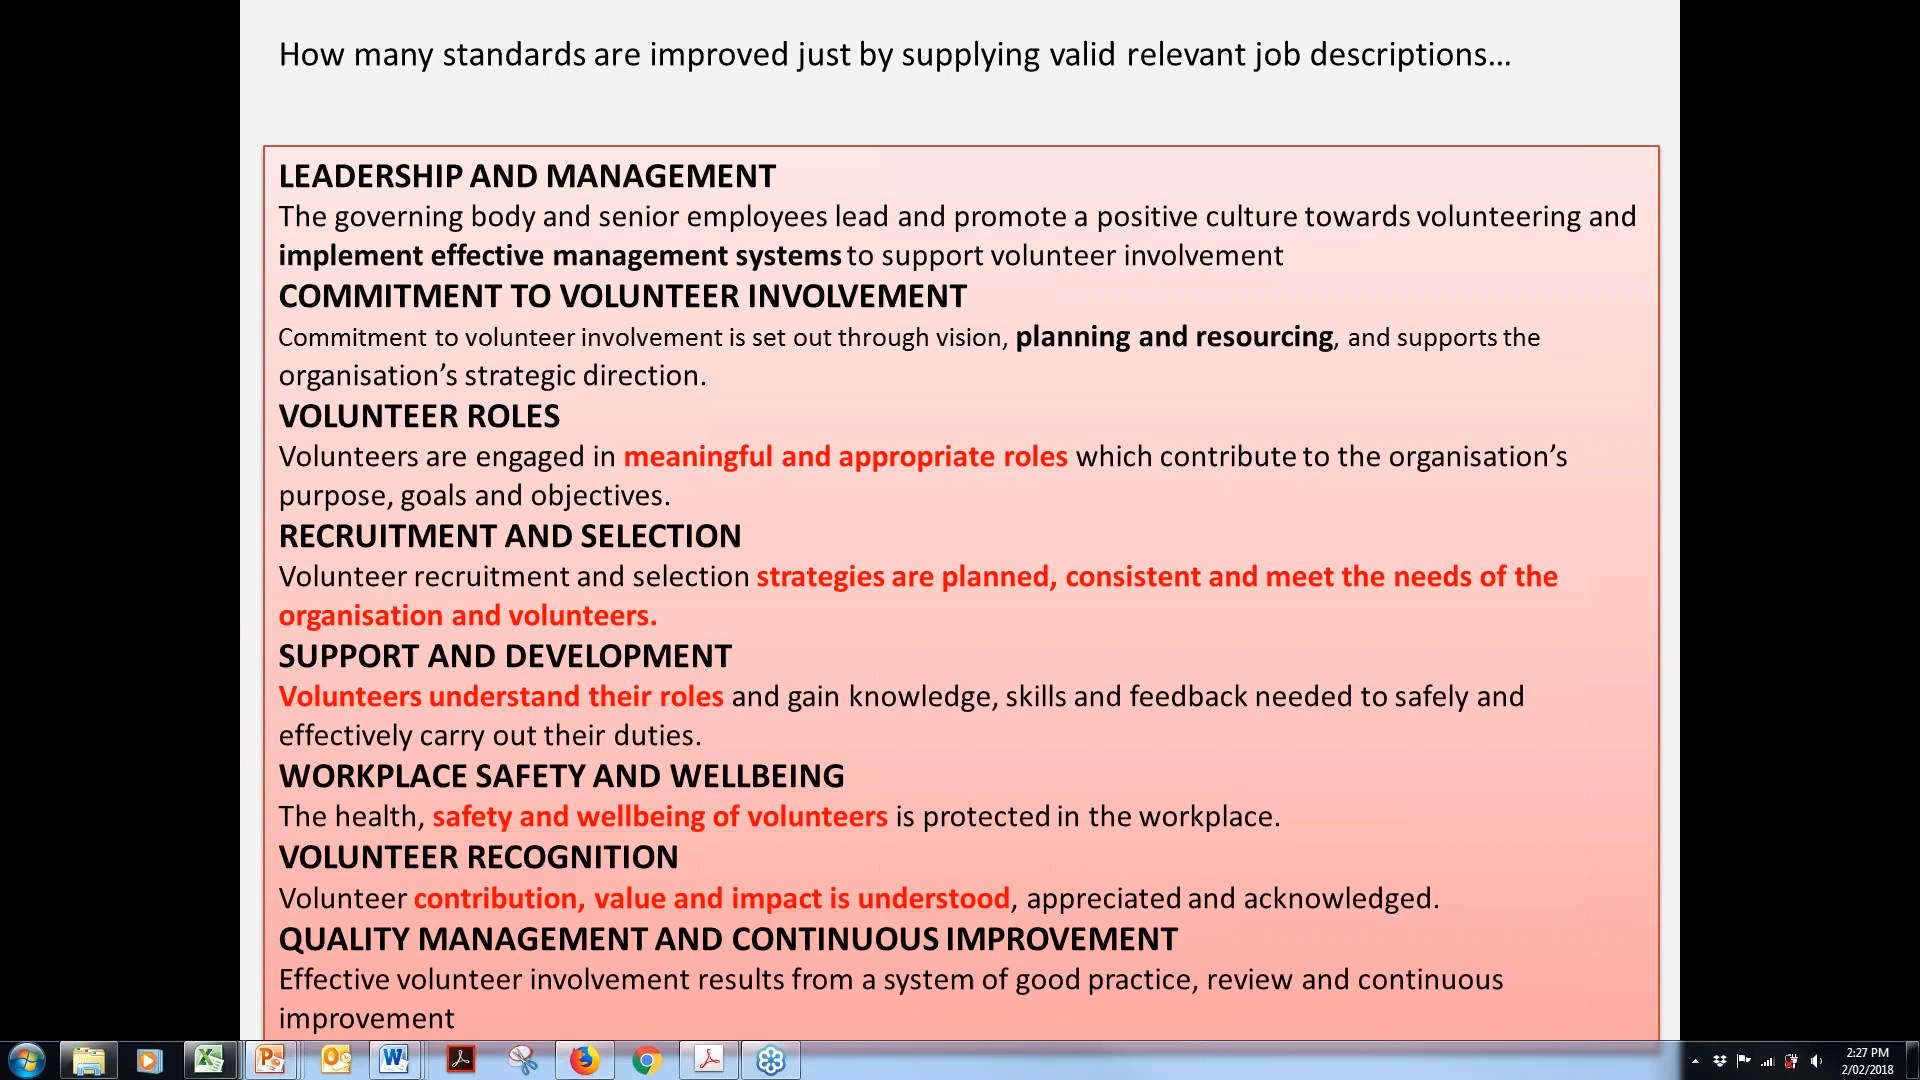 How many standards are improved just by supplying valid relevant job descriptions...
LEADERSHIP AND MANAGEMENT
The governing body and senior employees lead and promote a positive culture towards volunteering and
implement effective management systems to support volunteer involvement
COMMITMENT TO VOLUNTEER INVOLVEMENT
Commitment to volunteer involvement is set out through vision, planning and resourcing, and supports the
organisation’s strategic direction.
VOLUNTEER ROLES
Volunteers are engaged in meaningful and appropriate roles which contribute to the organisation’s
purpose, goals and objectives.
RECRUITMENT AND SELECTION
Volunteer recruitment and selection strategies are planned, consistent and meet the needs of the
organisation and volunteers.
SUPPORT AND DEVELOPMENT
Volunteers understand their roles and gain knowledge, skills and feedback needed to safely and
effectively carry out their duties.
WORKPLACE SAFETY AND WELLBEING
The health, safety and wellbeing of volunteers is protected in the workplace.
VOLUNTEER RECOGNITION
Volunteer contribution, value and impact is understood, appreciated and acknowledged.
QUALITY MANAGEMENT AND CONTINUOUS IMPROVEMENT
Effective volunteer involvement results from a system of good practice, review and continuous
improvement
2:27 PM
2/02/2018